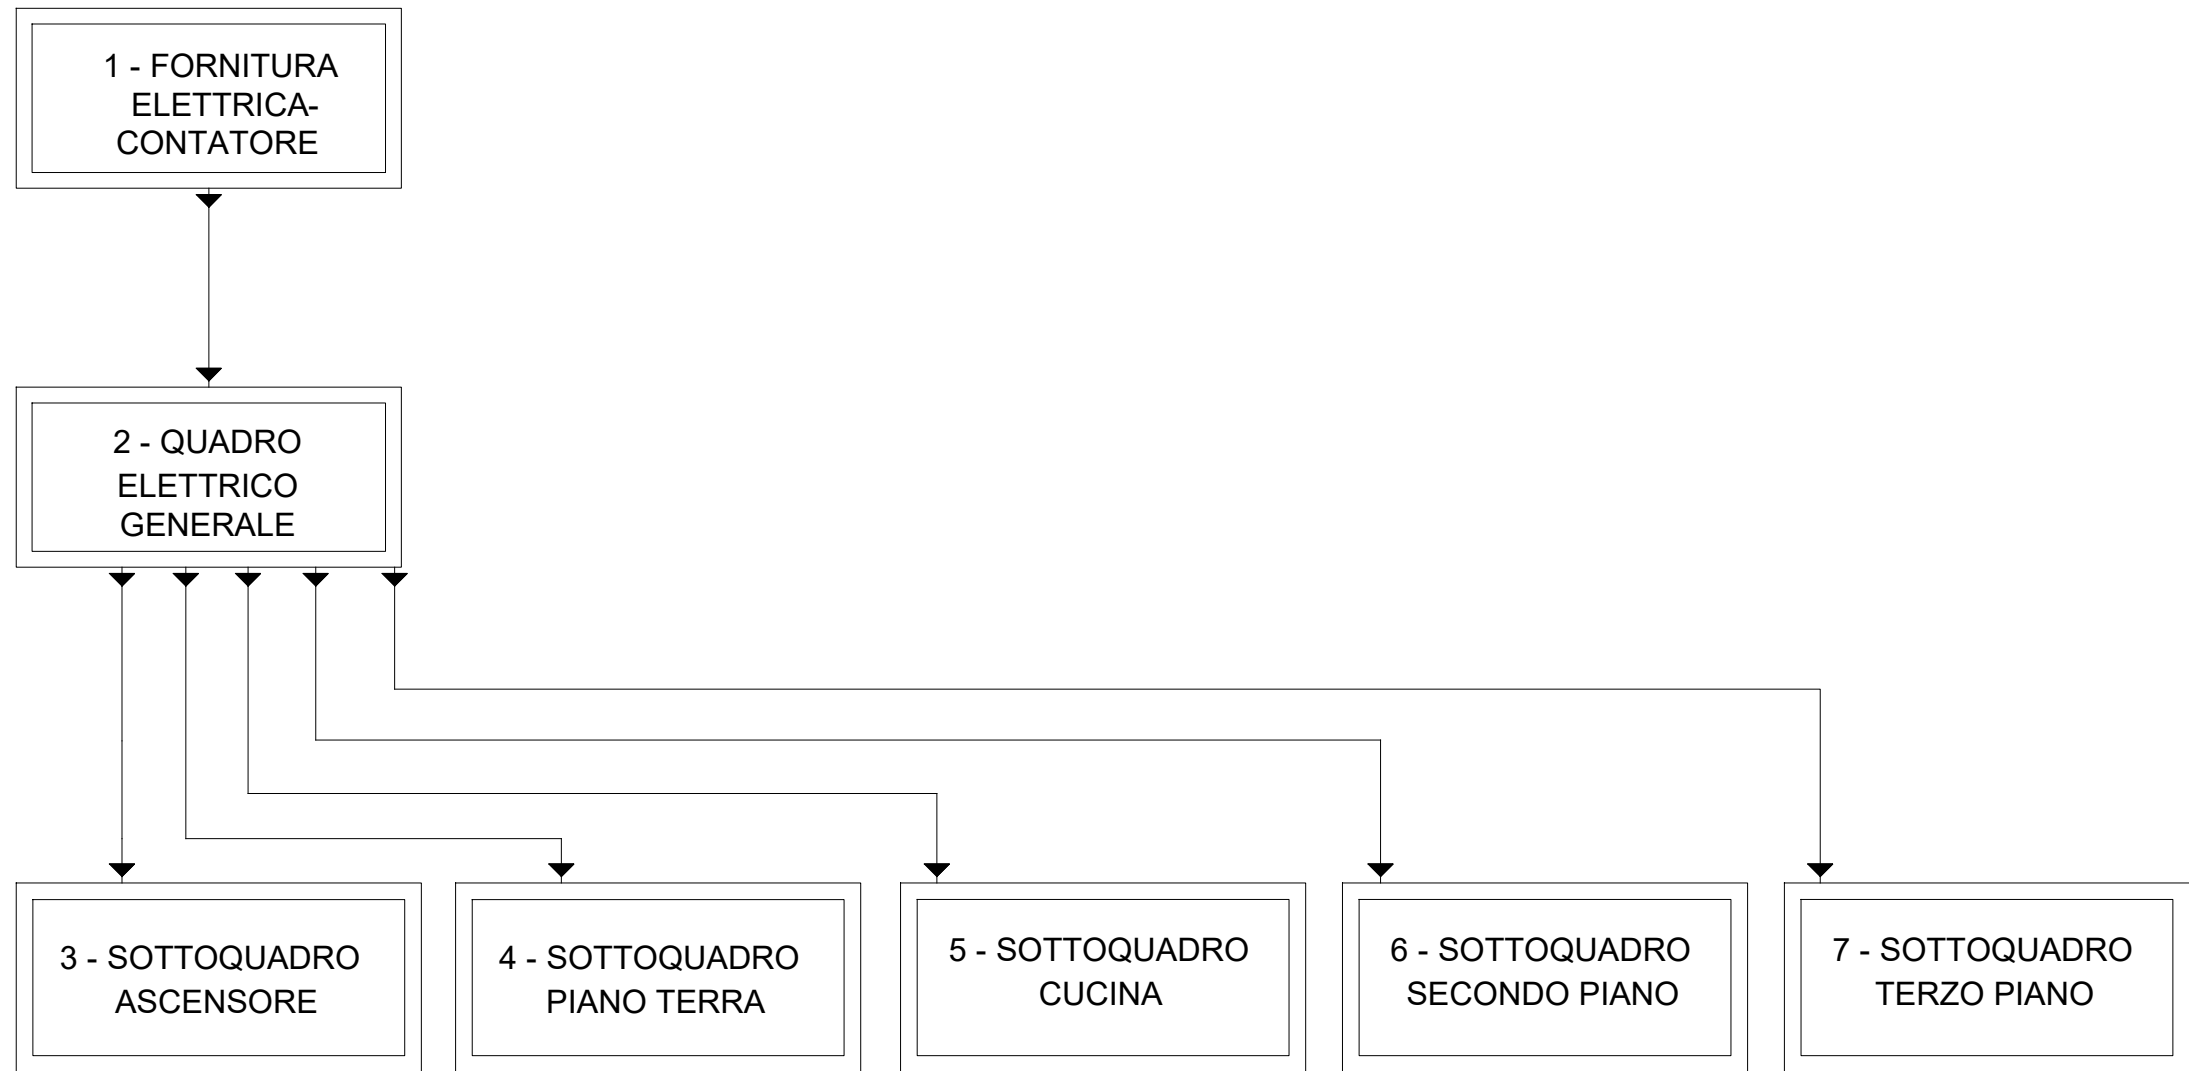 1 - FORNITURA
ELETTRICA-
CONTATORE
2 - QUADRO
ELETTRICO
GENERALE
3 - SOTTOQUADRO
ASCENSORE
4 - SOTTOQUADRO
PIANO TERRA
5 - SOTTOQUADRO
CUCINA
6 - SOTTOQUADRO
SECONDO PIANO
7 - SOTTOQUADRO
TERZO PIANO